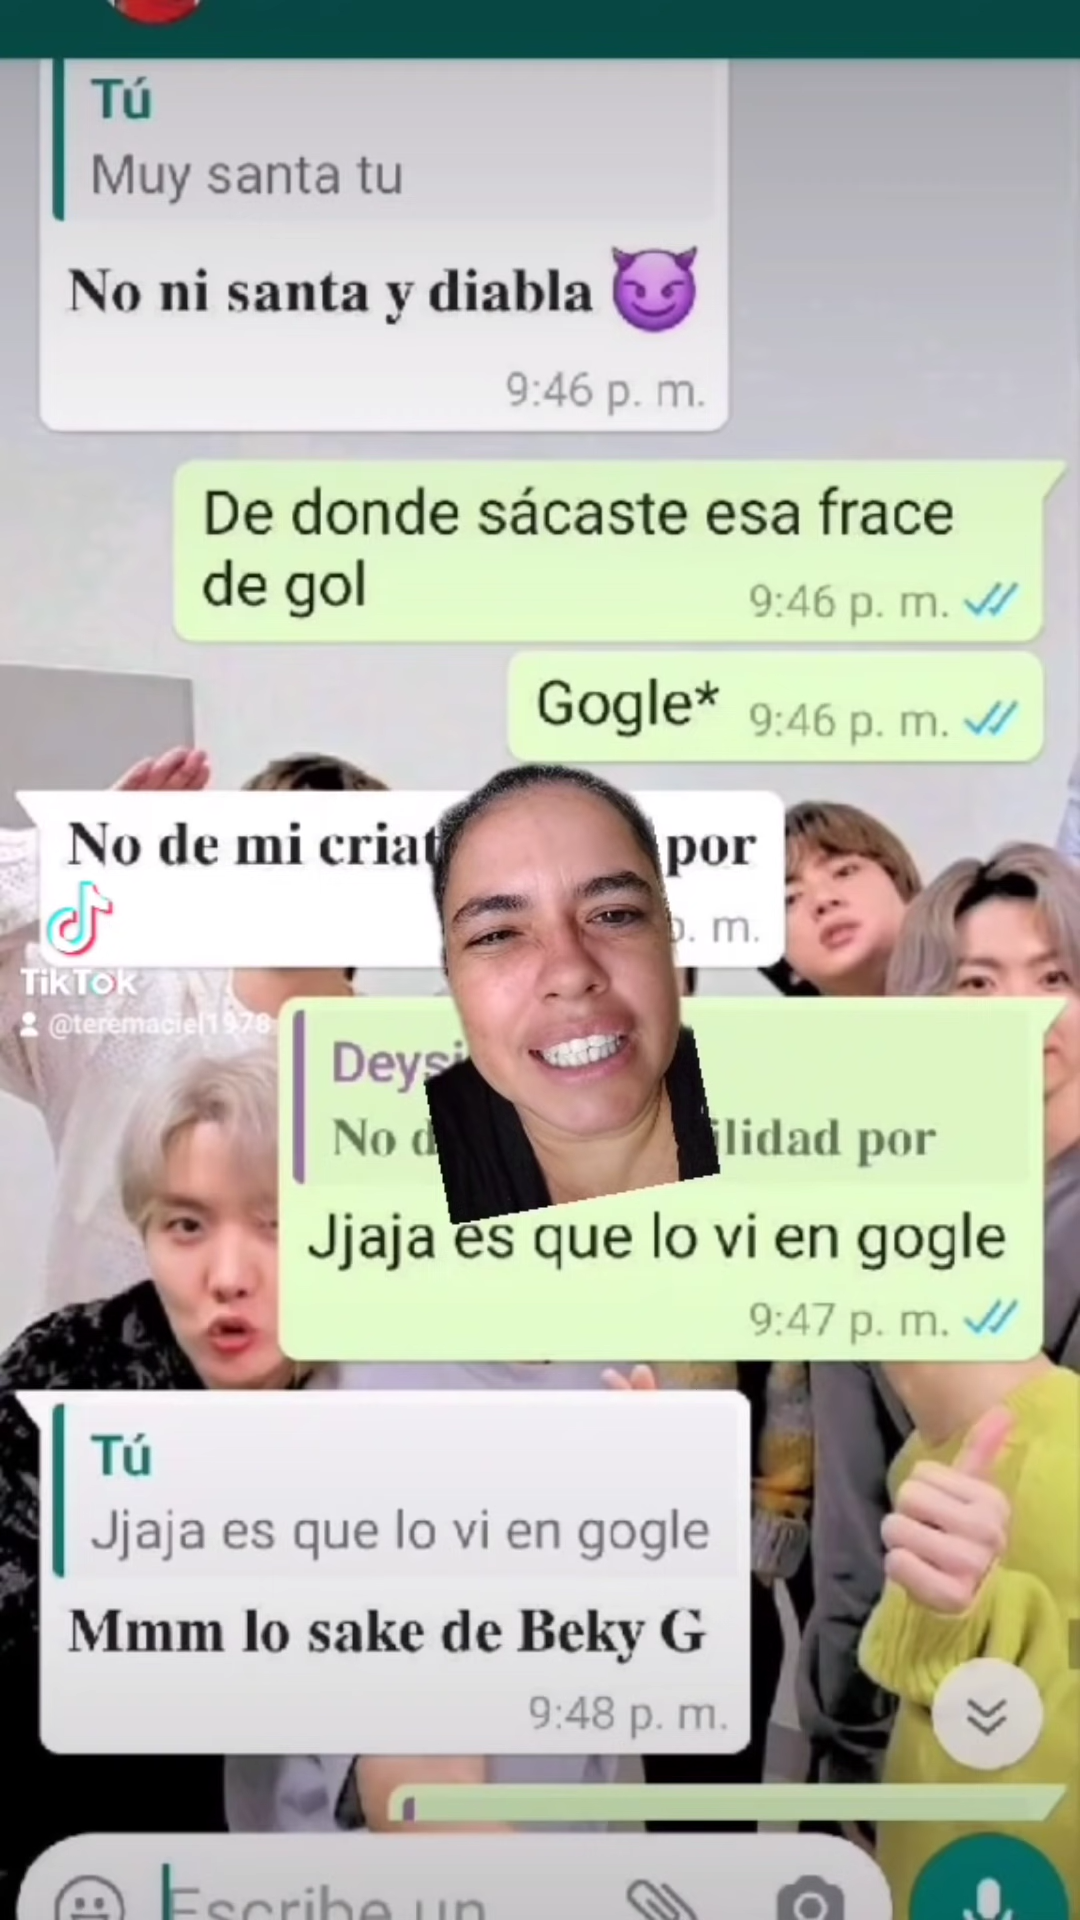 Tú
Muy santa tu
No ni santa y diabla
9:46 p. m.
De donde sácaste esa frace
de gol
9:46 p. m.
Gogle*
9:46 p. m.
No de mi criat por
p. m.
TikTok
@teremaciel1978
Deysi
No d ilidad por
Jjaja es que lo vi en gogle
9:47 p. m.
Tú
Jjaja es que lo vi en gogle
Mmm lo sake de Beky G
9:48 p. m.
Escribe un